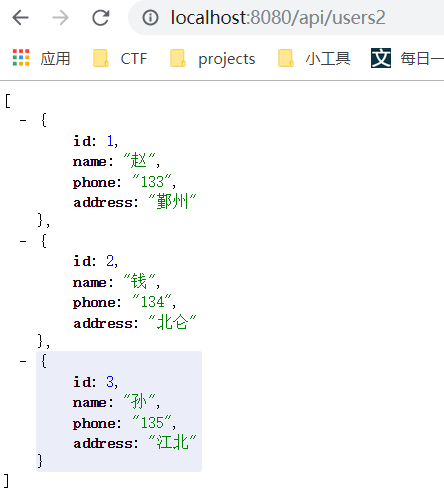 localhost:8080/api/users2
应用 CTF projects 小工具 文 每日一
[
- {
id: 1,
name: "赵",
phone: "133",
address: "鄞州"
},
- {
id: 2,
name: "钱",
phone: "134",
address: "北仑"
},
- {
id: 3,
name: "孙",
phone: "135",
address: "江北"
}
]